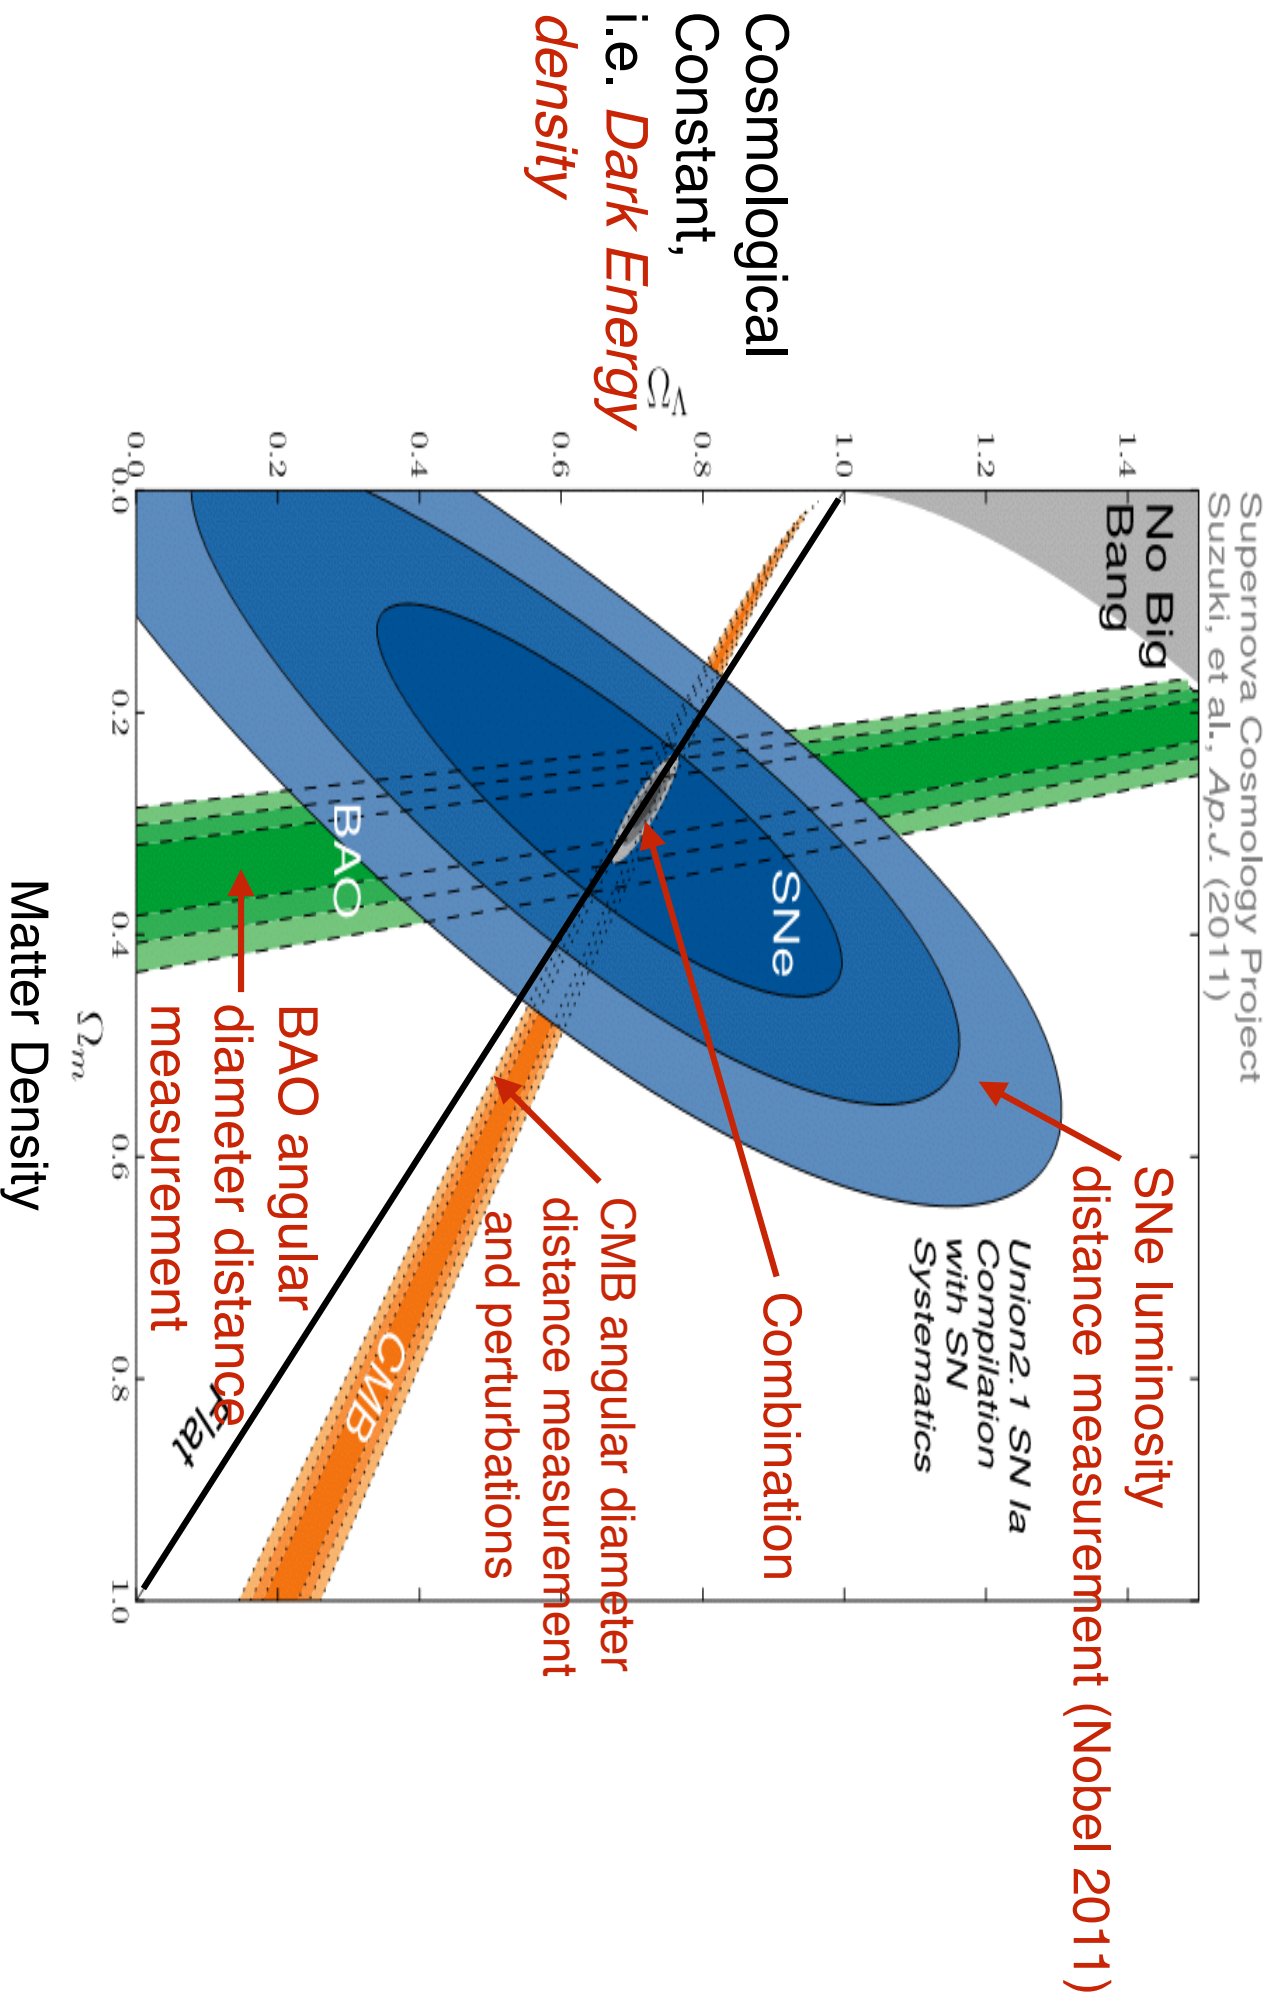 Supernova Cosmology Project
Suzuki, et al., Ap.J. (2011)
No Big
Bang
SNe luminosity
distance measurement (Nobel 2011)
Union2.1 SN Ia
Compilation
with SN
Systematics
SNe
Combination
Cosmological
Constant,
i.e. Dark Energy
density
ΩΛ
1.4
1.2
1.0
0.8
0.6
0.4
0.2
0.0
CMB angular diameter
distance measurement
and perturbations
CMB
BAO
BAO angular
diameter distance
measurement
Flat
0.0
0.2
0.4
0.6
0.8
1.0
Ωm
Matter Density